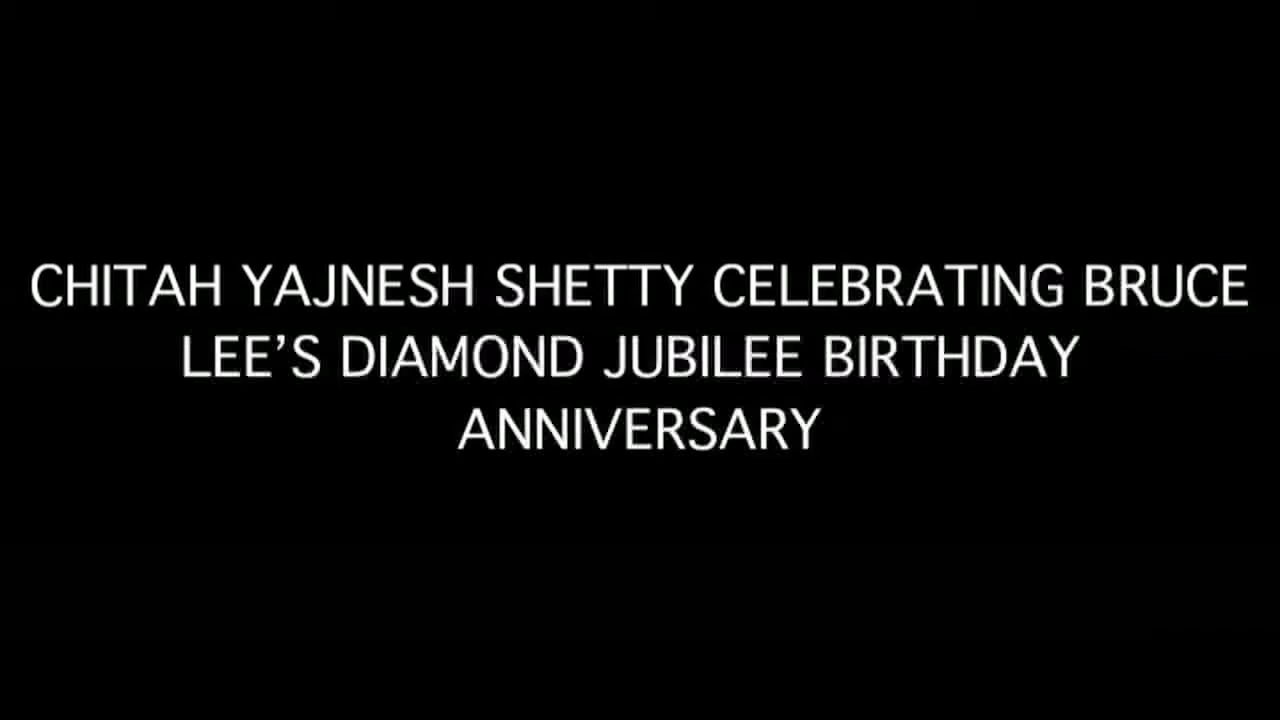 CHITAH YAJNESH SHETTY CELEBRATING BRUCE
LEE’S DIAMOND JUBILEE BIRTHDAY
ANNIVERSARY